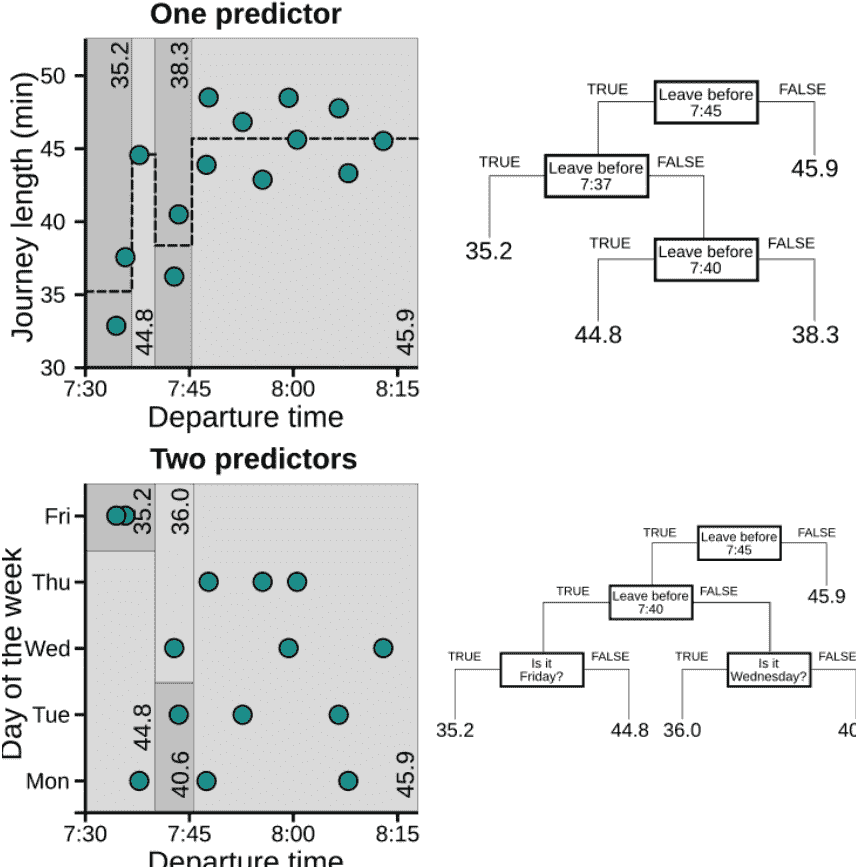 One predictor
Journey length (min)
50
45
40
35
30
35.2
44.8
38.3
45.9
7:30
7:45
8:00
8:15
Departure time
TRUE
Leave before
7:45
FALSE
45.9
TRUE
Leave before
7:37
FALSE
35.2
TRUE
Leave before
7:40
FALSE
44.8
38.3
Two predictors
Day of the week
Fri
Thu
Wed
Tue
Mon
35.2
36.0
44.8
40.6
45.9
7:30
7:45
8:00
8:15
Departure time
TRUE
Leave before
7:45
FALSE
45.9
TRUE
Leave before
7:40
FALSE
TRUE
Is it
Friday?
FALSE
TRUE
Is it
Wednesday?
FALSE
35.2
44.8
36.0
40